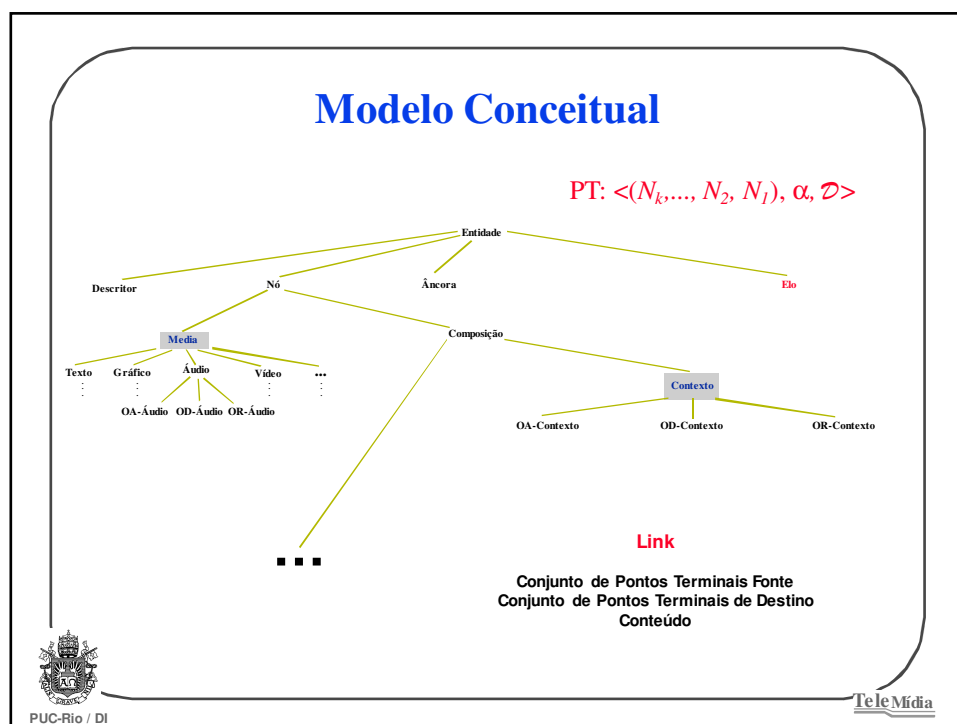 Modelo Conceitual
PT: <(Nk,..., N2, N1), α, D>
Entidade
Descritor Nó Âncora Elo
Media Composição
Texto Gráfico Áudio Vídeo ...
Contexto
OA-Áudio OD-Áudio OR-Áudio
OA-Contexto OD-Contexto OR-Contexto
...
Link
Conjunto de Pontos Terminais Fonte
Conjunto de Pontos Terminais de Destino
Conteúdo
PUC-Rio / DI
TeleMídia